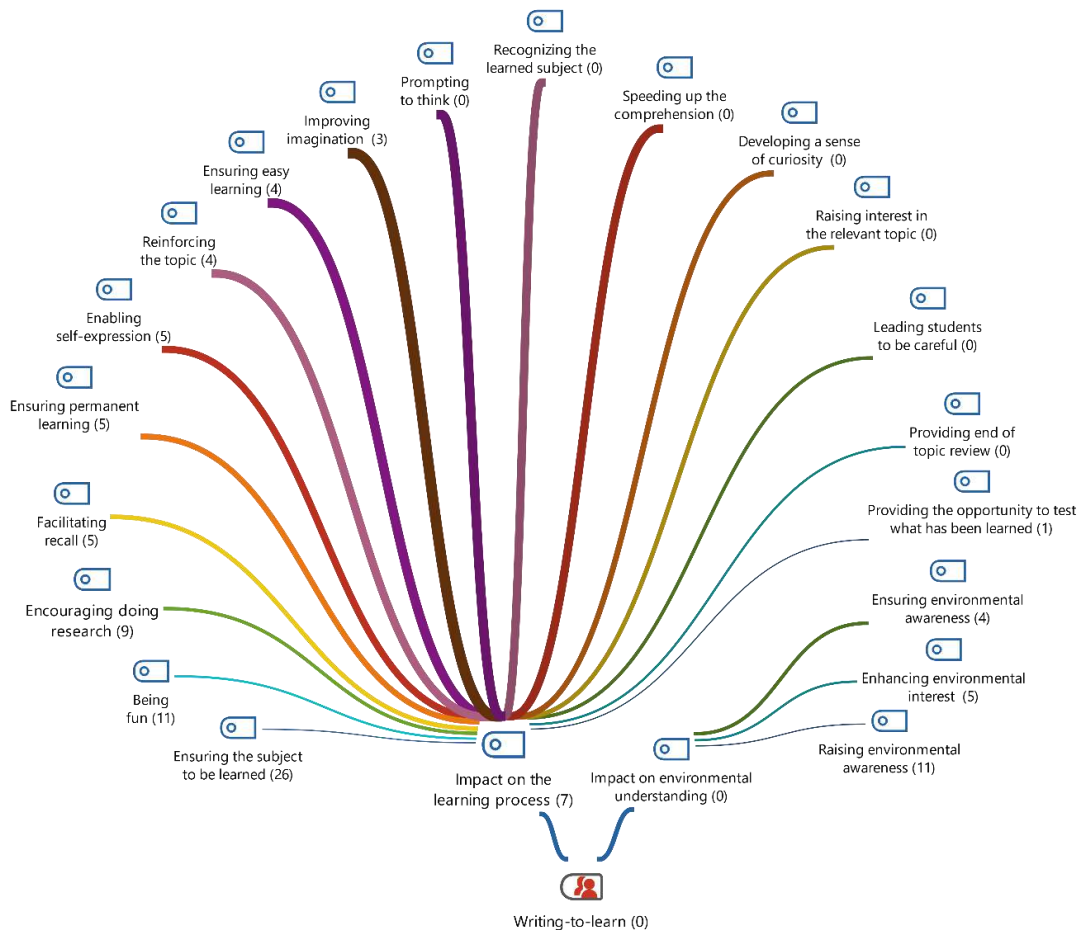 Recognizing the
learned subject (0)
Prompting
to think (0)
Speeding up the
comprehension (0)
Improving
imagination (3)
Developing a sense
of curiosity (0)
Ensuring easy
learning (4)
Raising interest in
the relevant topic (0)
Reinforcing
the topic (4)
Enabling
self-expression (5)
Leading students
to be careful (0)
Ensuring permanent
learning (5)
Providing end of
topic review (0)
Facilitating
recall (5)
Providing the opportunity to test
what has been learned (1)
Encouraging doing
research (9)
Ensuring environmental
awareness (4)
Being
fun (11)
Enhancing environmental
interest (5)
Ensuring the subject
to be learned (26)
Raising environmental
awareness (11)
Impact on the
learning process (7)
Impact on environmental
understanding (0)
Writing-to-learn (0)